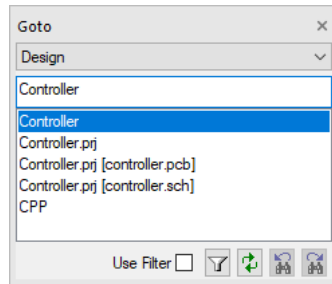 Goto
Design
Controller
Controller
Controller.prj
Controller.prj [controller.pcb]
Controller.prj [controller.sch]
CPP
Use Filter